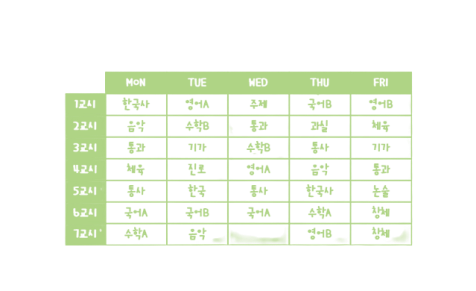 MON TUE WED THU FRI
1교시 한국사 영어A 주제 국어B 영어B
2교시 음악 수학B 통과 과실 체육
3교시 통과 기가 수학B 통사 기가
4교시 체육 진로 영어A 음악 통과
5교시 통사 한국 통사 한국사 논술
6교시 국어A 국어B 국어A 수학A 창체
7교시 수학A 음악 영어B 창체